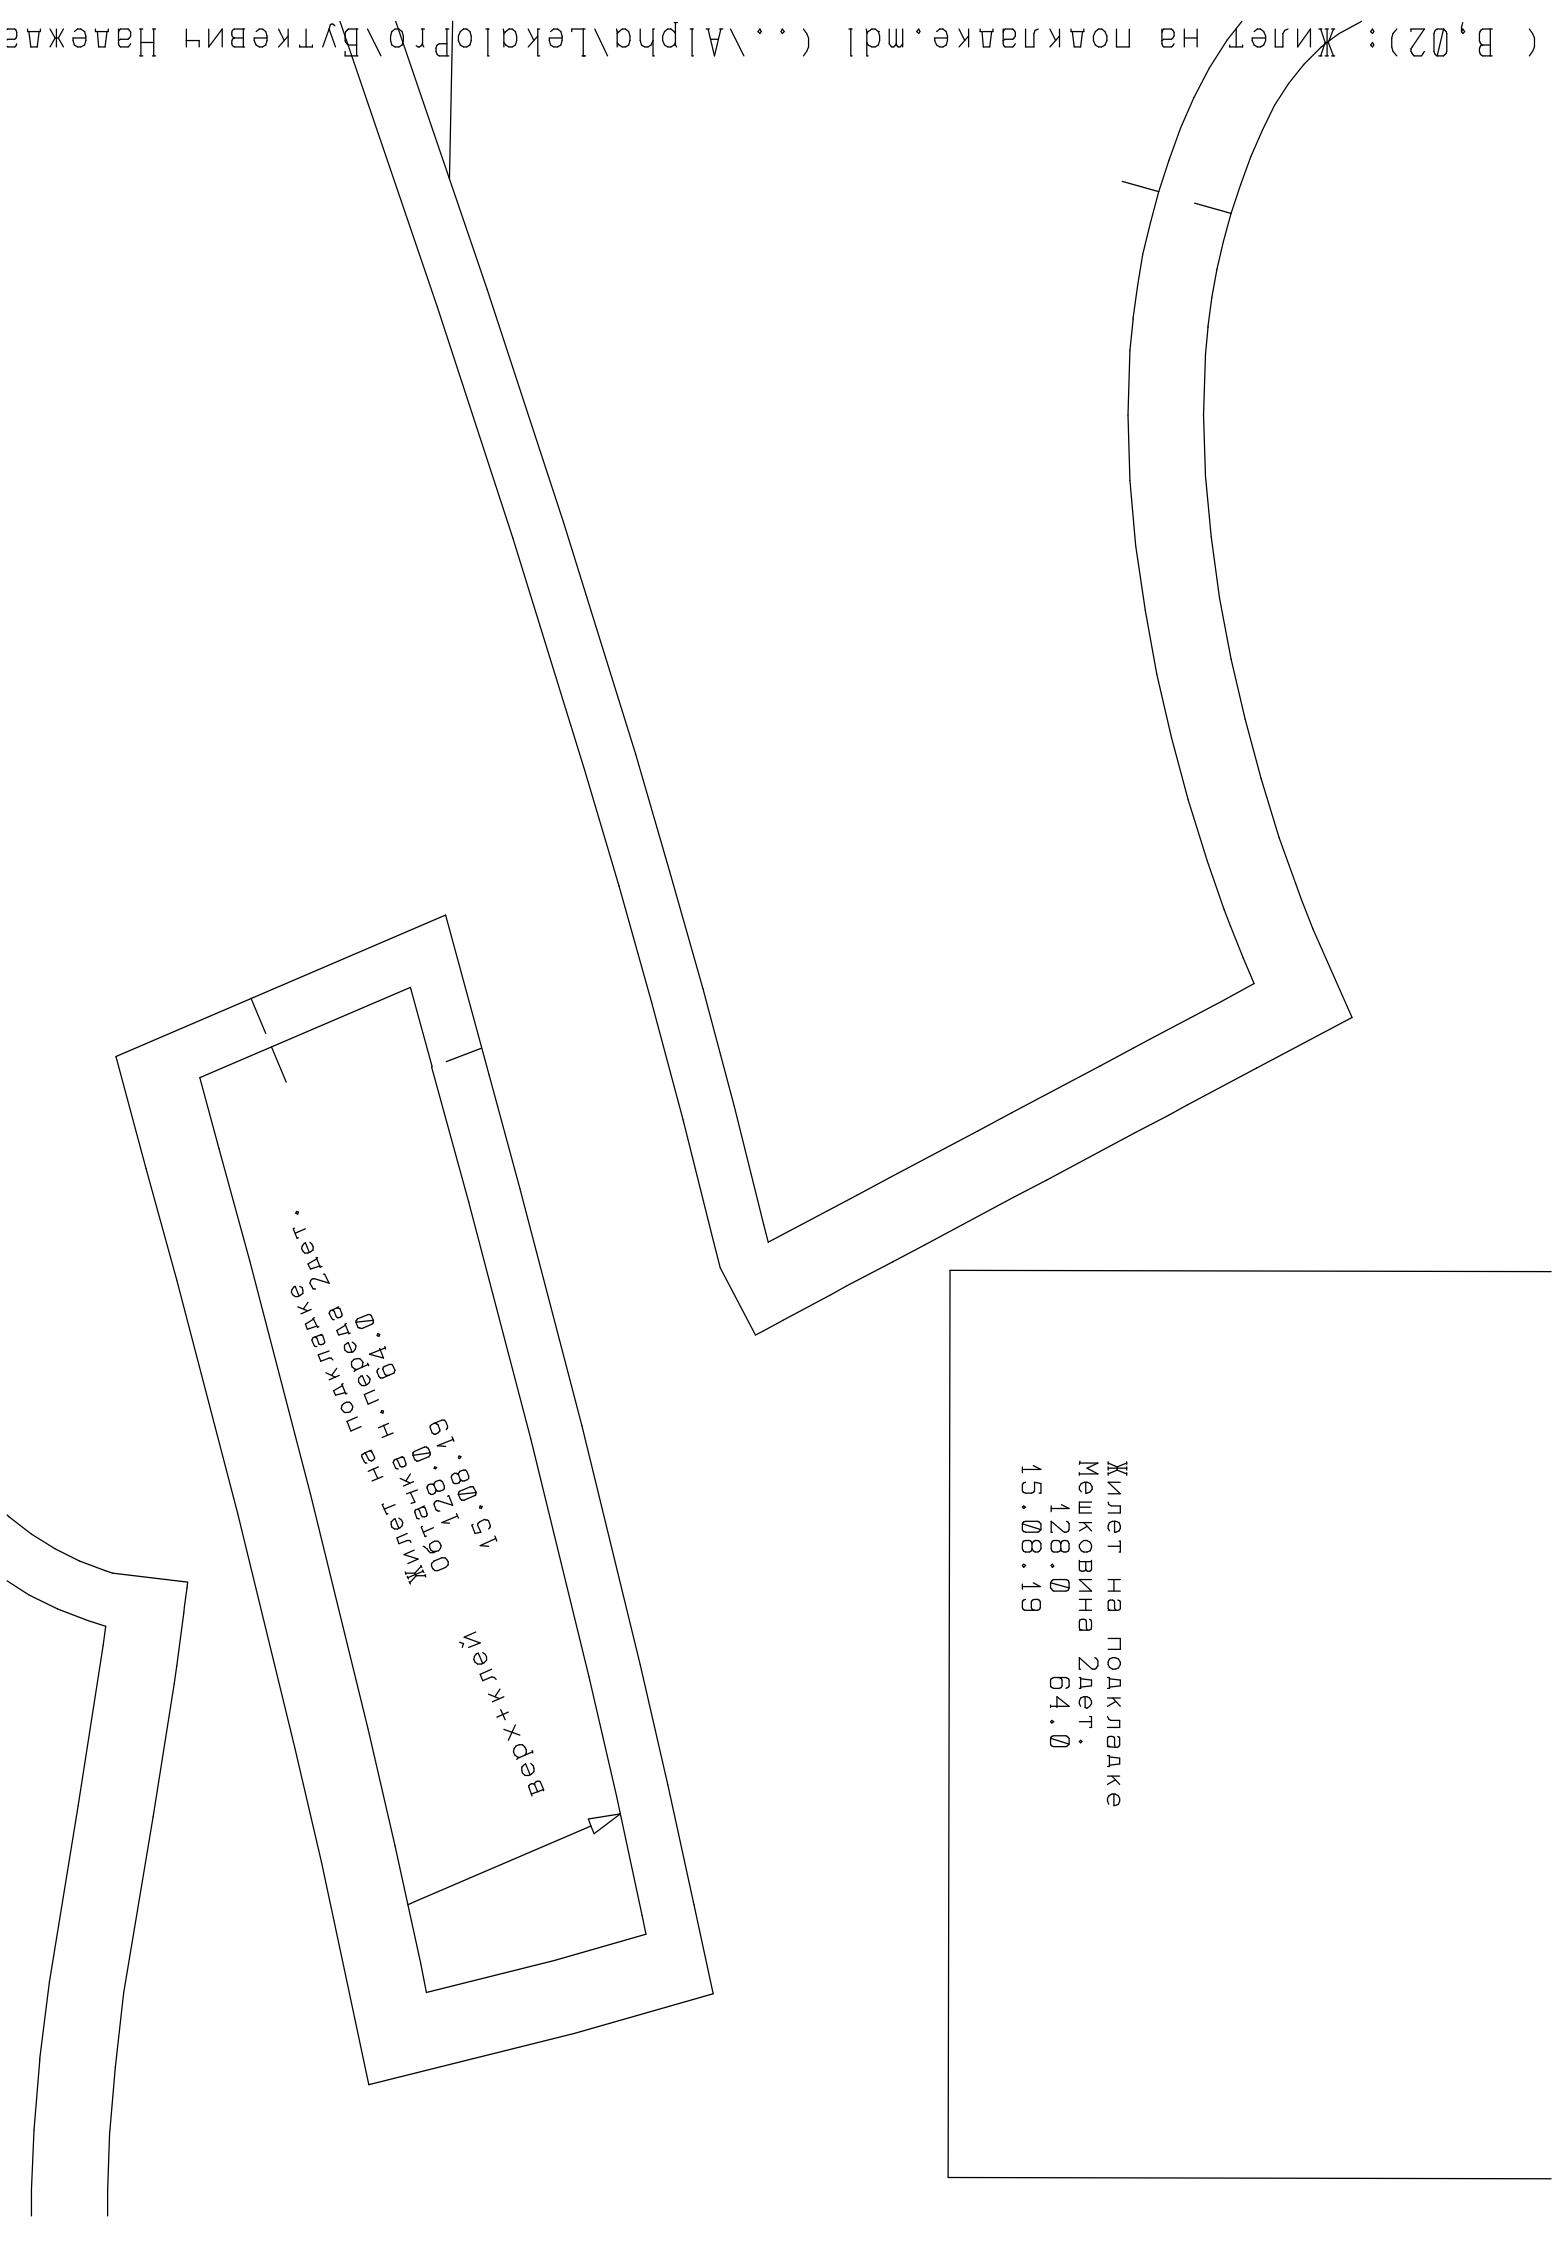 ( B,02): Жилет на подкладке.mdl ( ..\Alpha\LekaloPro\Буткевич Надежда
Жилет на подкладке
Обтачка н.переда 2дет.
128.0 64.0
15.08.19
верх+клей
Жилет на подкладке
Мешковина 2дет.
128.0 64.0
15.08.19